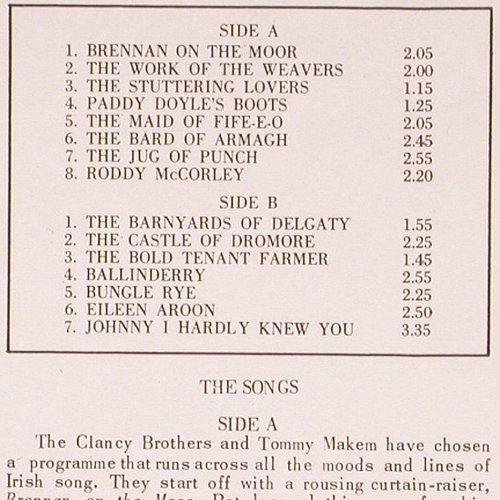 SIDE A
1. BRENNAN ON THE MOOR 2.05
2. THE WORK OF THE WEAVERS 2.00
3. THE STUTTERING LOVERS 1.15
4. PADDY DOYLE'S BOOTS 1.25
5. THE MAID OF FIFE-E-O 2.05
6. THE BARD OF ARMAGH 2.45
7. THE JUG OF PUNCH 2.55
8. RODDY McCORLEY 2.20
SIDE B
1. THE BARNYARDS OF DELGATY 1.55
2. THE CASTLE OF DROMORE 2.25
3. THE BOLD TENANT FARMER 1.45
4. BALLINDERRY 2.55
5. BUNGLE RYE 2.25
6. EILEEN AROON 2.50
7. JOHNNY I HARDLY KNEW YOU 3.35
THE SONGS
SIDE A
The Clancy Brothers and Tommy Makem have chosen
a programme that runs across all the moods and lines of
Irish song. They start off with a rousing curtain-raiser,
Brennan on the Moor.